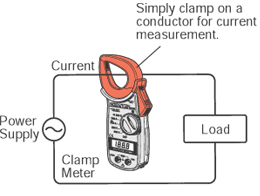 Simply clamp on a
conductor for current
measurement.
Current
Power
Supply
Load
Clamp
Meter